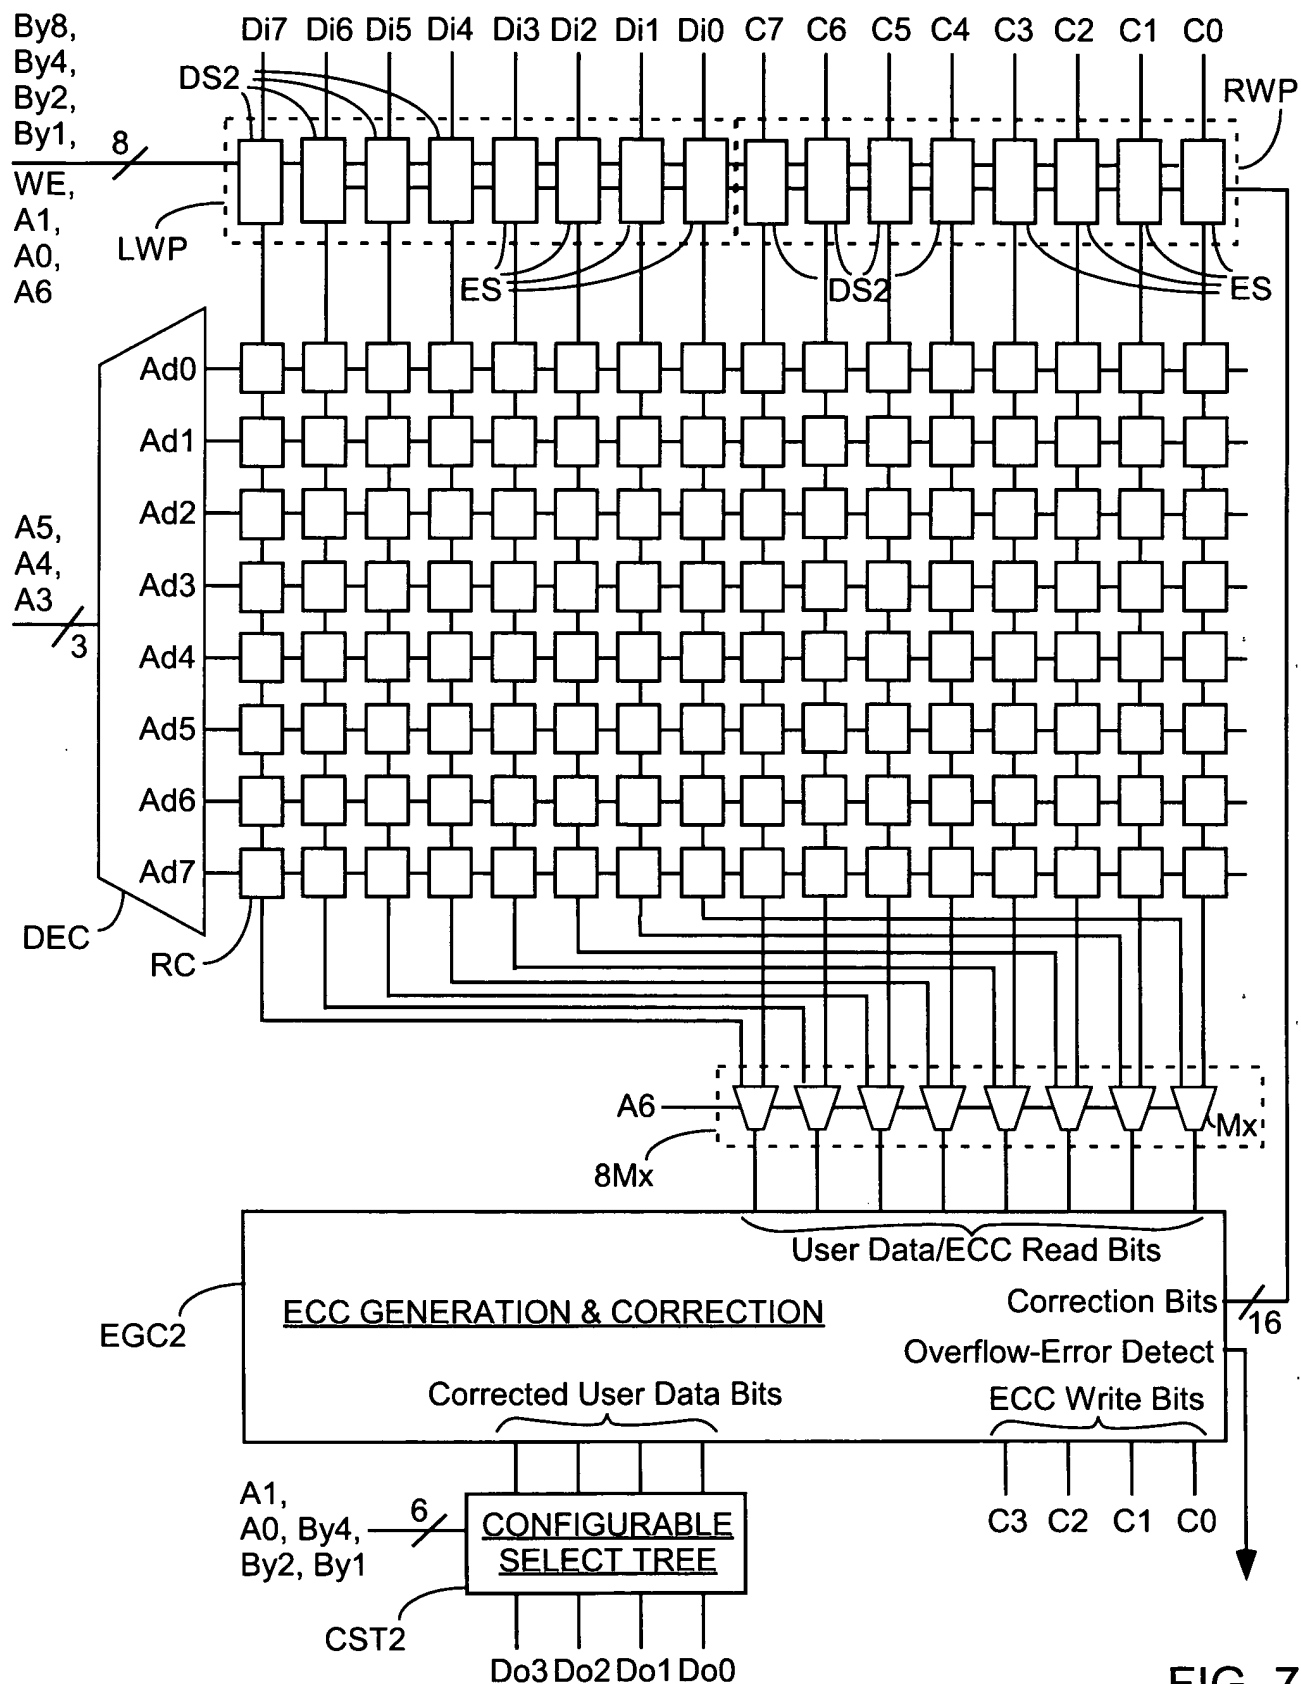 By8,
By4,
By2,
By1,
8
WE,
A1,
A0,
A6
Di7 Di6 Di5 Di4 Di3 Di2 Di1 Di0 C7 C6 C5 C4 C3 C2 C1 C0
DS2
RWP
LWP
ES
DS2
ES
Ad0
Ad1
Ad2
Ad3
Ad4
Ad5
Ad6
Ad7
A5,
A4,
A3
3
DEC
RC
A6
Mx
8Mx
User Data/ECC Read Bits
ECC GENERATION & CORRECTION
Correction Bits
16
EGC2
Overflow-Error Detect
Corrected User Data Bits
ECC Write Bits
A1,
A0, By4,
By2, By1
6
CONFIGURABLE
SELECT TREE
C3 C2 C1 C0
CST2
Do3 Do2 Do1 Do0
FIG. 7